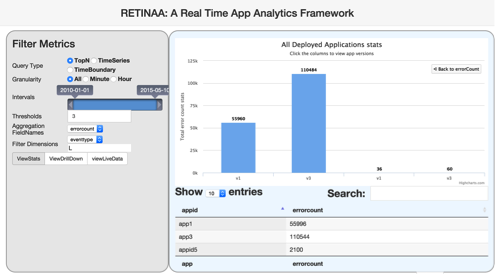 RETINAA: A Real Time App Analytics Framework
Filter Metrics
Query Type TopN TimeSeries
TimeBoundary
Granularity All Minute Hour
2010-01-01 2015-05-10
Intervals
Thresholds 3
Aggregation FieldNames errorcount
Filter Dimensions eventtype
L
ViewStats ViewDrillDown viewLiveData
All Deployed Applications stats
Click the columns to view app versions
125k
110484
◁ Back to errorCount
100k
75k
55960
50k
25k
36 60
0k
Total error count stats
v1 v3 v1 v3
Highcharts.com
Show 10 entries Search:
appid errorcount
app1 55996
app3 110544
appid5 2100
app errorcount